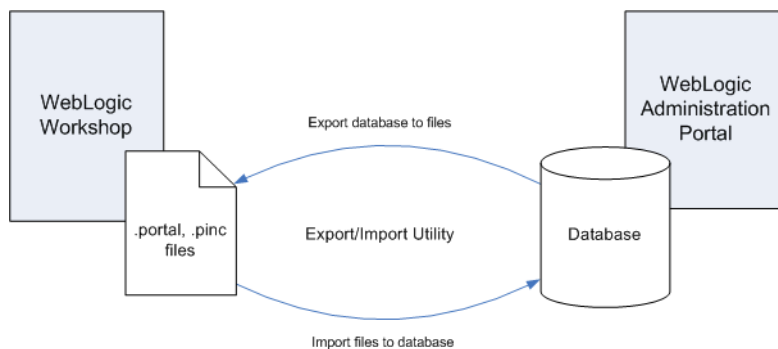 WebLogic
Workshop
WebLogic
Administration
Portal
Export database to files
.portal, .pinc
files
Export/Import Utility
Database
Import files to database